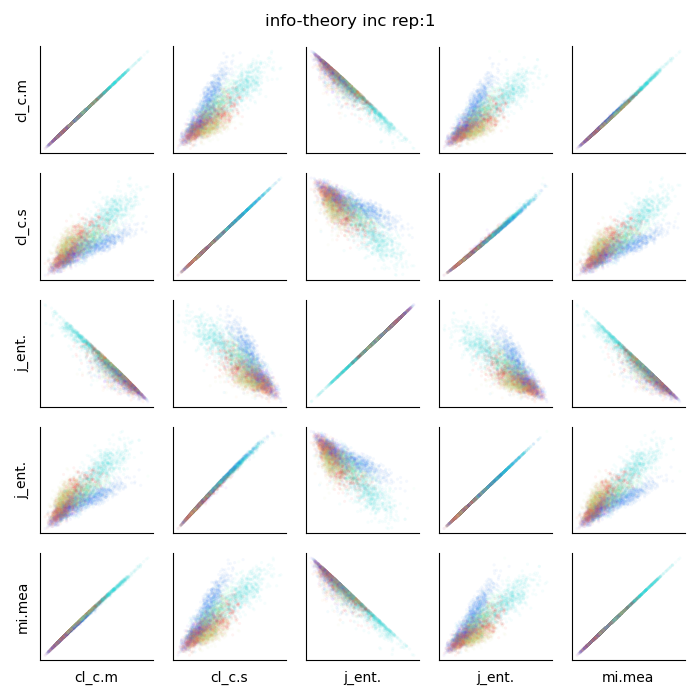 info-theory inc rep:1
cl_c.m
cl_c.s
j_ent.
j_ent.
mi.mea
cl_c.m
cl_c.s
j_ent.
j_ent.
mi.mea